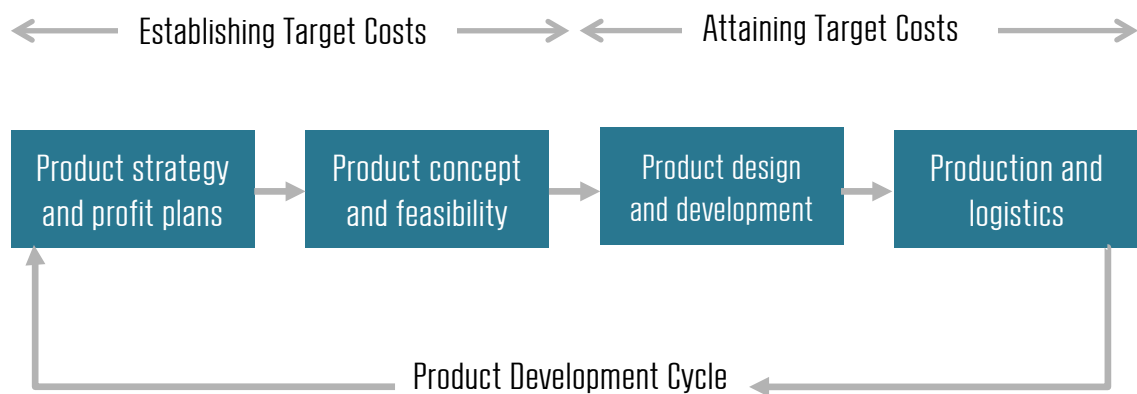 Establishing Target Costs
Attaining Target Costs
Product strategy
and profit plans
Product concept
and feasibility
Product design
and development
Production and
logistics
Product Development Cycle